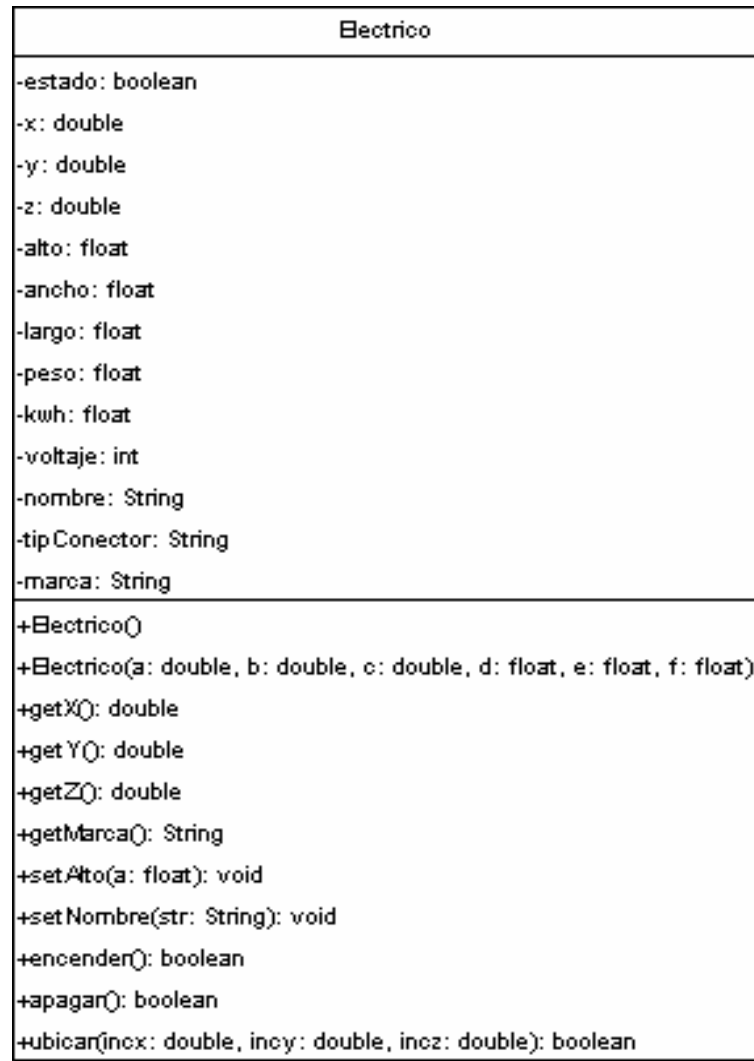 Electrico
-estado: boolean
-x: double
-y: double
-z: double
-alto: float
-ancho: float
-largo: float
-peso: float
-kwh: float
-voltaje: int
-nombre: String
-tipConector: String
-marca: String
+Electrico()
+Electrico(a: double, b: double, c: double, d: float, e: float, f: float)
+getX(): double
+getY(): double
+getZ(): double
+getMarca(): String
+setAlto(a: float): void
+setNombre(str: String): void
+encender(): boolean
+apagar(): boolean
+ubicar(incx: double, incy: double, incz: double): boolean